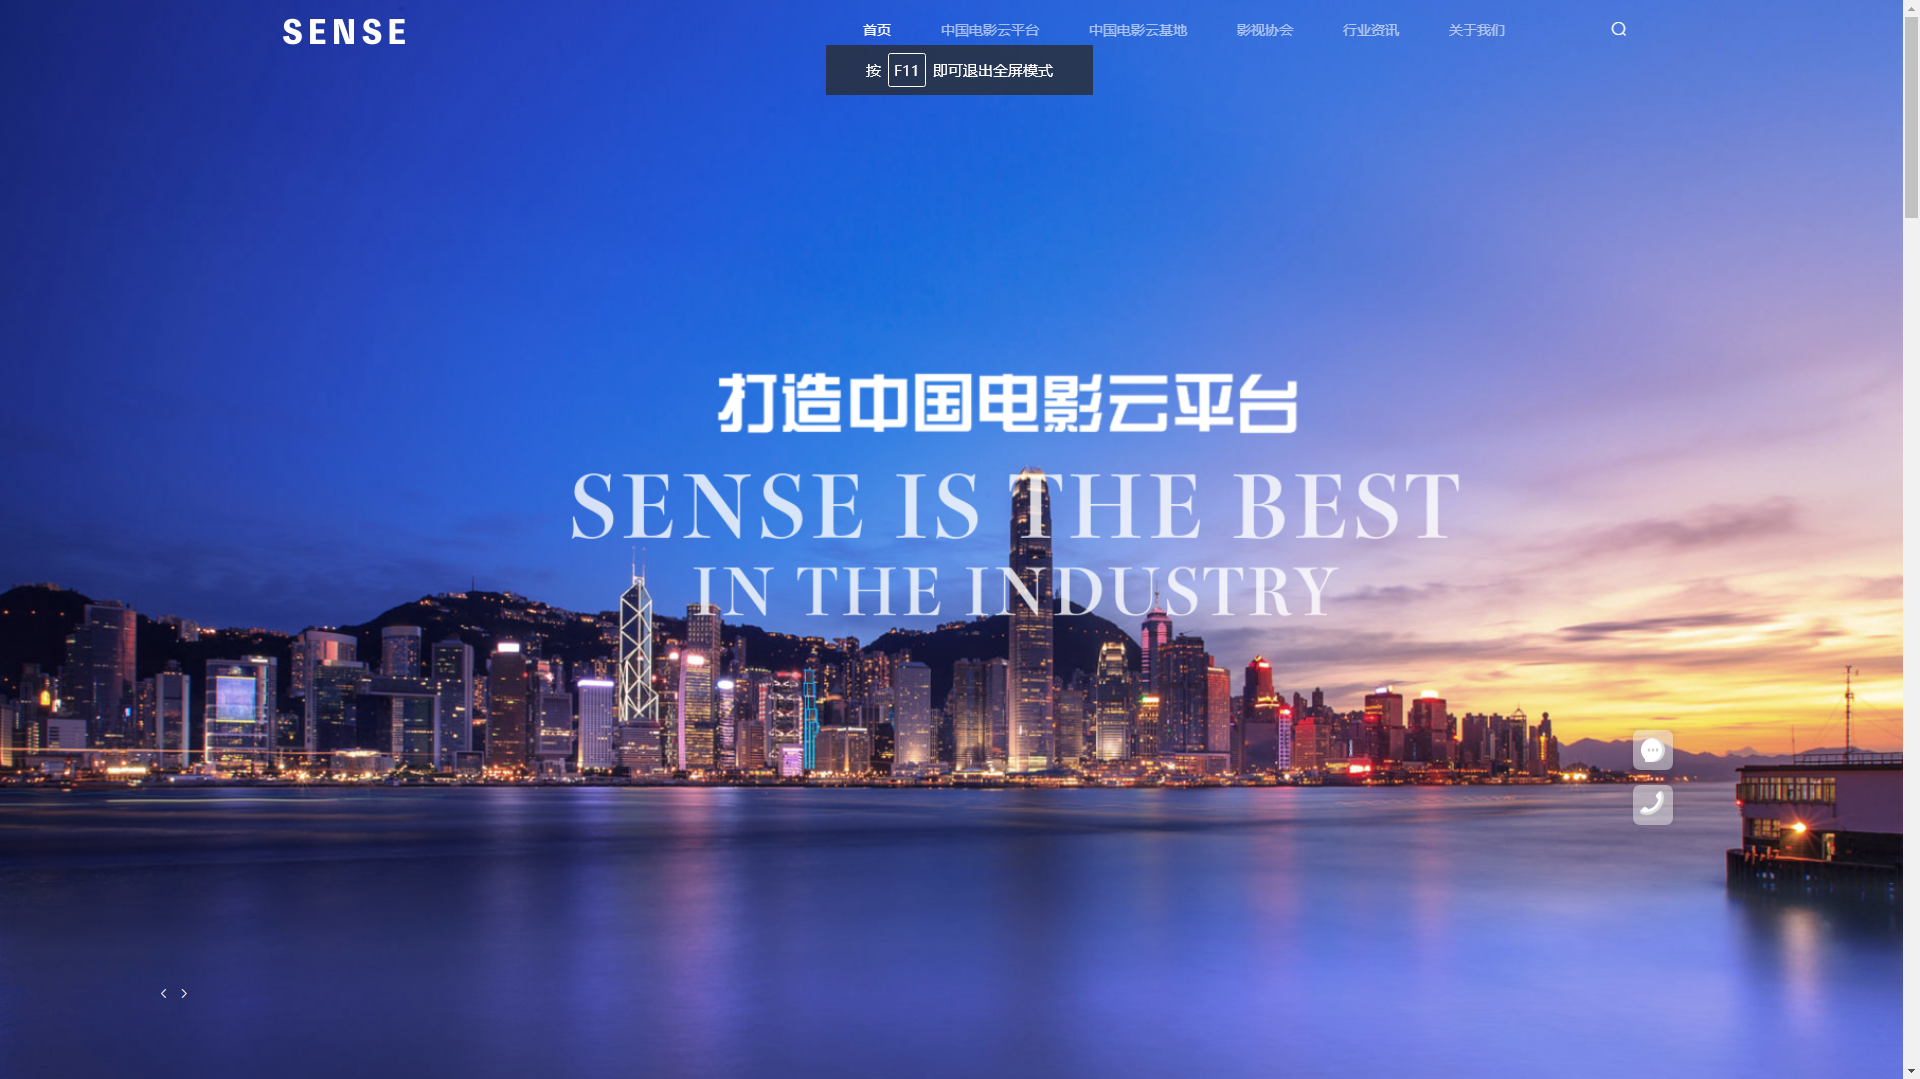 SENSE
首页 中国电影云平台 中国电影云基地 影视协会 行业资讯 关于我们
按 F11 即可退出全屏模式
打造中国电影云平台
SENSE IS THE BEST
IN THE INDUSTRY